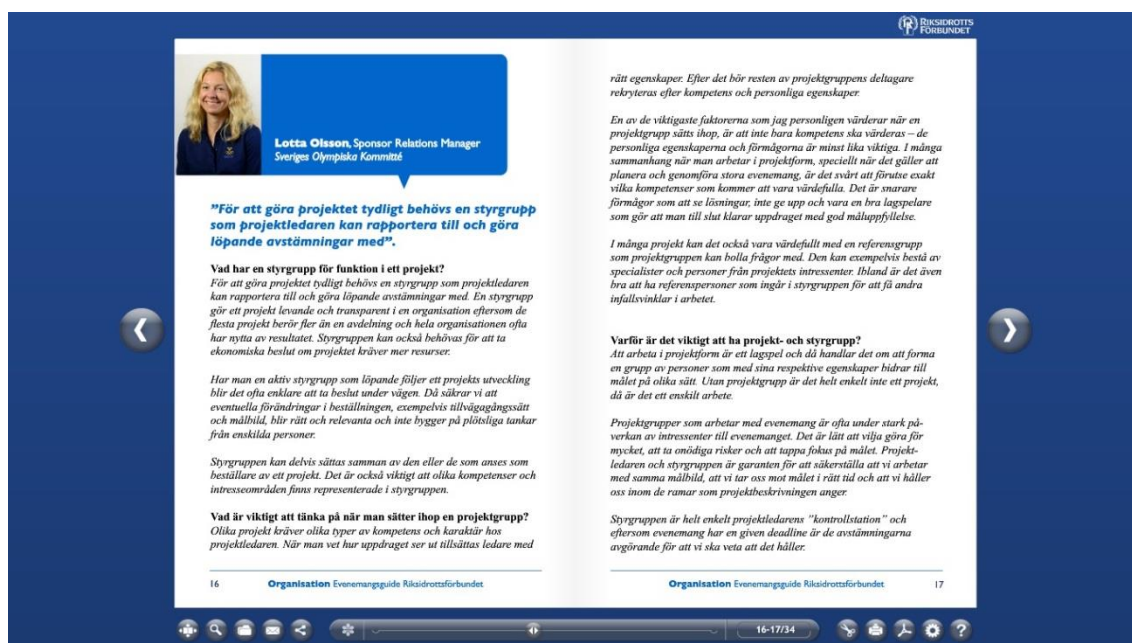 RIKSIDROTTS
FÖRBUNDET
Lotta Olsson, Sponsor Relations Manager
Sveriges Olympiska Kommitté
”För att göra projektet tydligt behövs en styrgrupp
som projektledaren kan rapportera till och göra
löpande avstämningar med”.
Vad har en styrgrupp för funktion i ett projekt?
För att göra projektet tydligt behövs en styrgrupp som projektledaren
kan rapportera till och göra löpande avstämningar med. En styrgrupp
gör ett projekt levande och transparent i en organisation eftersom de
flesta projekt berör fler än en avdelning och hela organisationen ofta
har nytta av resultatet. Styrgruppen kan också behövas för att ta
ekonomiska beslut om projektet kräver mer resurser.
Har man en aktiv styrgrupp som löpande följer ett projekts utveckling
blir det ofta enklare att ta beslut under vägen. Då säkrar vi att
eventuella förändringar i beställningen, exempelvis tillvägagångssätt
och målbild, blir rätt och relevanta och inte bygger på plötsliga tankar
från enskilda personer.
Styrgruppen kan delvis sättas samman av den eller de som anses som
beställare av ett projekt. Det är också viktigt att olika kompetenser och
intresseområden finns representerade i styrgruppen.
Vad är viktigt att tänka på när man sätter ihop en projektgrupp?
Olika projekt kräver olika typer av kompetens och karaktär hos
projektledaren. När man vet hur uppdraget ser ut tillsättas ledare med
16 Organisation Evenemangsguide Riksidrottsförbundet
rätt egenskaper. Efter det bör resten av projektgruppens deltagare
rekryteras efter kompetens och personliga egenskaper.
En av de viktigaste faktorerna som jag personligen värderar när en
projektgrupp sätts ihop, är att inte bara kompetens ska värderas – de
personliga egenskaperna och förmågorna är minst lika viktiga. I många
sammanhang när man arbetar i projektform, speciellt när det gäller att
planera och genomföra stora evenemang, är det svårt att förutse exakt
vilka kompetenser som kommer att vara värdefulla. Det är snarare
förmågor som att se lösningar, inte ge upp och vara en bra lagspelare
som gör att man till slut klarar uppdraget med god måluppfyllelse.
I många projekt kan det också vara värdefullt med en referensgrupp
som projektgruppen kan bolla frågor med. Den kan exempelvis bestå av
specialister och personer från projektets intressenter. Ibland är det även
bra att ha referenspersoner som ingår i styrgruppen för att få andra
infallsvinklar i arbetet.
Varför är det viktigt att ha projekt- och styrgrupp?
Att arbeta i projektform är ett lagspel och då handlar det om att forma
en grupp av personer som med sina respektive egenskaper bidrar till
målet på olika sätt. Utan projektgrupp är det helt enkelt inte ett projekt,
då är det ett enskilt arbete.
Projektgrupper som arbetar med evenemang är ofta under stark på-
verkan av intressenter till evenemanget. Det är lätt att vilja göra för
mycket, att ta onödiga risker och att tappa fokus på målet. Projekt-
ledaren och styrgruppen är garanten för att säkerställa att vi arbetar
med samma målbild, att vi tar oss mot målet i rätt tid och att vi håller
oss inom de ramar som projektbeskrivningen anger.
Styrgruppen är helt enkelt projektledarens ”kontrollstation” och
eftersom evenemang har en given deadline är de avstämningarna
avgörande för att vi ska veta att det håller.
Organisation Evenemangsguide Riksidrottsförbundet 17
16-17/34